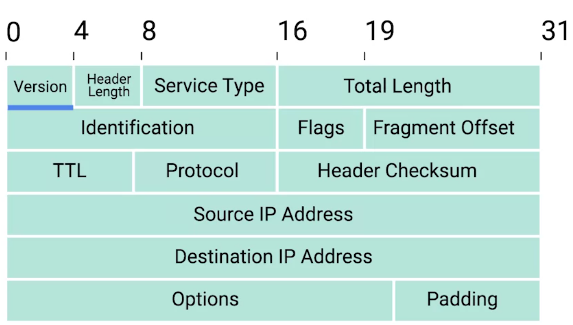 0 4 8 16 19 31
Version Header Length Service Type Total Length
Identification Flags Fragment Offset
TTL Protocol Header Checksum
Source IP Address
Destination IP Address
Options Padding